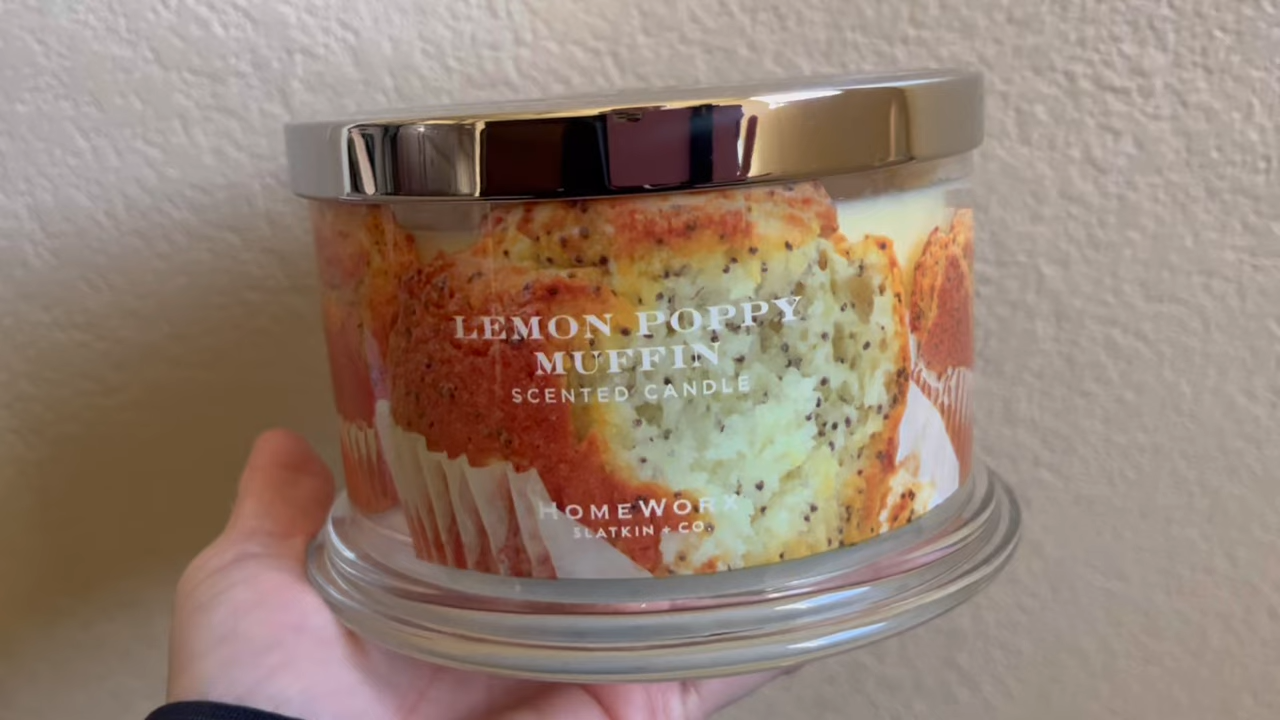 LEMON POPPY
MUFFIN
SCENTED CANDLE
HOMEWORX
SLATKIN + CO.